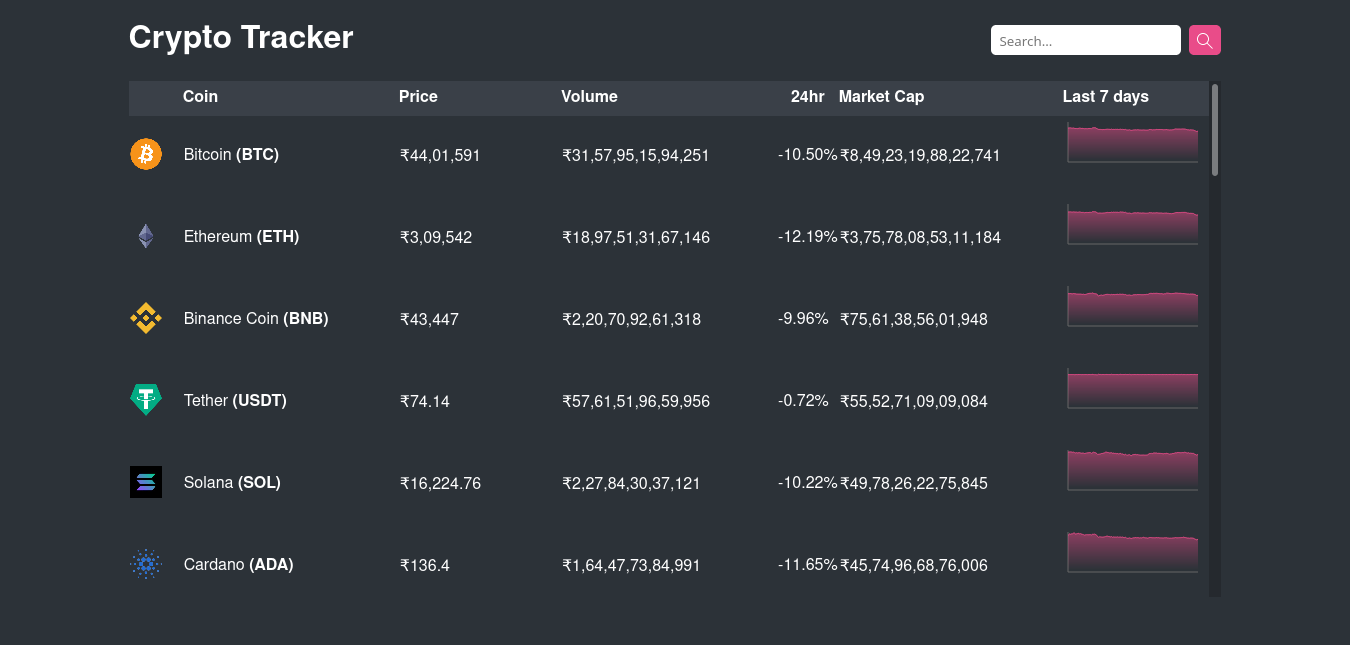 Crypto Tracker
Search...
Coin Price Volume 24hr Market Cap Last 7 days
Bitcoin (BTC) ₹44,01,591 ₹31,57,95,15,94,251 -10.50% ₹8,49,23,19,88,22,741
Ethereum (ETH) ₹3,09,542 ₹18,97,51,31,67,146 -12.19% ₹3,75,78,08,53,11,184
Binance Coin (BNB) ₹43,447 ₹2,20,70,92,61,318 -9.96% ₹75,61,38,56,01,948
Tether (USDT) ₹74.14 ₹57,61,51,96,59,956 -0.72% ₹55,52,71,09,09,084
Solana (SOL) ₹16,224.76 ₹2,27,84,30,37,121 -10.22% ₹49,78,26,22,75,845
Cardano (ADA) ₹136.4 ₹1,64,47,73,84,991 -11.65% ₹45,74,96,68,76,006